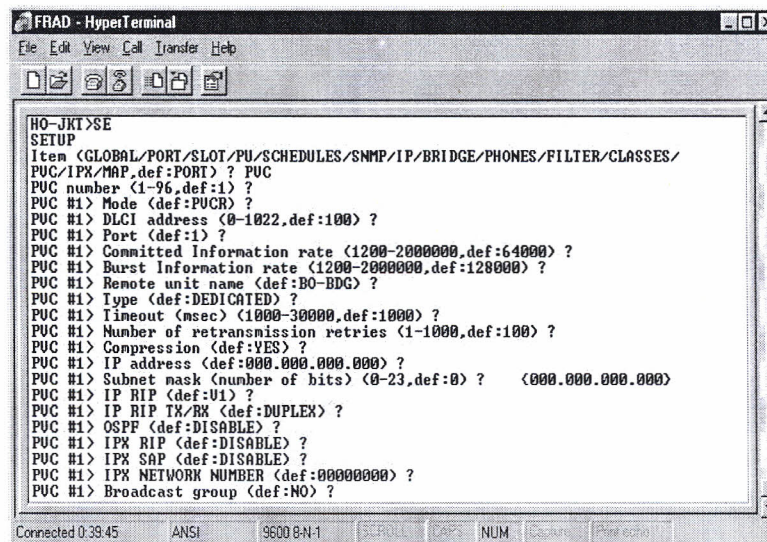 FRAD - HyperTerminal
File Edit View Call Transfer Help
HO-JKT>SE
SETUP
Item (GLOBAL/PORT/SLOT/PU/SCHEDULES/SNMP/IP/BRIDGE/PHONES/FILTER/CLASSES/
PVC/IPX/MAP,def:PORT) ? PVC
PVC number (1-96,def:1) ?
PVC #1> Mode (def:PVCR) ?
PVC #1> DLCI address (0-1022,def:100) ?
PVC #1> Port (def:1) ?
PVC #1> Committed Information rate (1200-2000000,def:64000) ?
PVC #1> Burst Information rate (1200-2000000,def:128000) ?
PVC #1> Remote unit name (def:BO-BDG) ?
PVC #1> Type (def:DEDICATED) ?
PVC #1> Timeout (msec) (1000-30000,def:1000) ?
PVC #1> Number of retransmission retries (1-1000,def:100) ?
PVC #1> Compression (def:YES) ?
PVC #1> IP address (def:000.000.000.000) ?
PVC #1> Subnet mask (number of bits) (0-23,def:0) ? {000.000.000.000}
PVC #1> IP RIP (def:V1) ?
PVC #1> IP RIP TX/RX (def:DUPLEX) ?
PVC #1> OSPF (def:DISABLE) ?
PVC #1> IPX RIP (def:DISABLE) ?
PVC #1> IPX SAP (def:DISABLE) ?
PVC #1> IPX NETWORK NUMBER (def:00000000) ?
PVC #1> Broadcast group (def:NO) ?
Connected 0:39:45 ANSI 9600 8-N-1 SCROLL CAPS NUM Capture Print echo